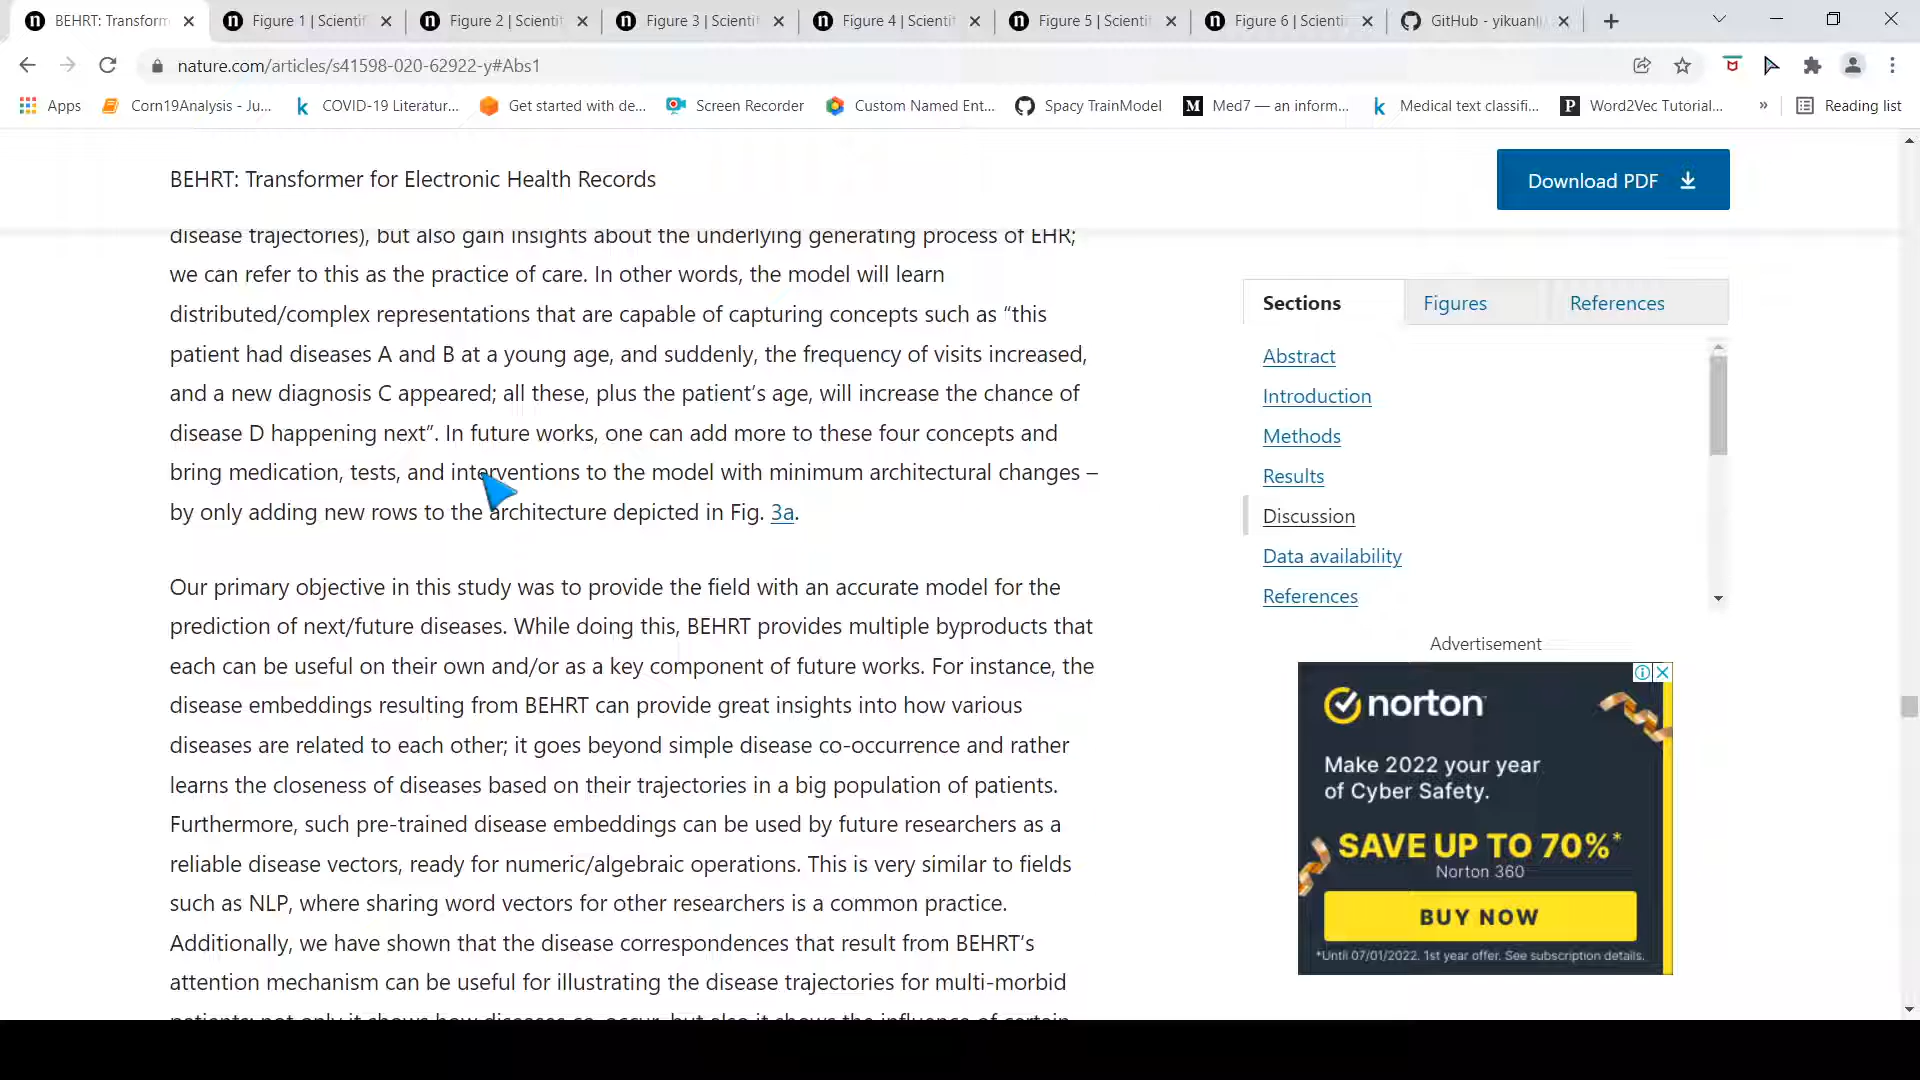 BEHRT: Transform
Figure 1 | Scientif
Figure 2 | Scientif
Figure 3 | Scientif
Figure 4 | Scientif
Figure 5 | Scientif
Figure 6 | Scientif
GitHub - yikuanli/
nature.com/articles/s41598-020-62922-y#Abs1
Apps
Corn19Analysis - Ju...
COVID-19 Literatur...
Get started with de...
Screen Recorder
Custom Named Ent...
Spacy TrainModel
Med7 — an inform...
Medical text classifi...
Word2Vec Tutorial...
»
Reading list
BEHRT: Transformer for Electronic Health Records
Download PDF
disease trajectories), but also gain insights about the underlying generating process of EHR;
we can refer to this as the practice of care. In other words, the model will learn
distributed/complex representations that are capable of capturing concepts such as “this
patient had diseases A and B at a young age, and suddenly, the frequency of visits increased,
and a new diagnosis C appeared; all these, plus the patient’s age, will increase the chance of
disease D happening next”. In future works, one can add more to these four concepts and
bring medication, tests, and interventions to the model with minimum architectural changes –
by only adding new rows to the architecture depicted in Fig. 3a.
Our primary objective in this study was to provide the field with an accurate model for the
prediction of next/future diseases. While doing this, BEHRT provides multiple byproducts that
each can be useful on their own and/or as a key component of future works. For instance, the
disease embeddings resulting from BEHRT can provide great insights into how various
diseases are related to each other; it goes beyond simple disease co-occurrence and rather
learns the closeness of diseases based on their trajectories in a big population of patients.
Furthermore, such pre-trained disease embeddings can be used by future researchers as a
reliable disease vectors, ready for numeric/algebraic operations. This is very similar to fields
such as NLP, where sharing word vectors for other researchers is a common practice.
Additionally, we have shown that the disease correspondences that result from BEHRT’s
attention mechanism can be useful for illustrating the disease trajectories for multi-morbid
patients; not only it shows how diseases co-occur, but also it shows the influence of certain
Sections
Figures
References
Abstract
Introduction
Methods
Results
Discussion
Data availability
References
Advertisement
norton
Make 2022 your year
of Cyber Safety.
SAVE UP TO 70%*
Norton 360
BUY NOW
*Until 07/01/2022. 1st year offer. See subscription details.